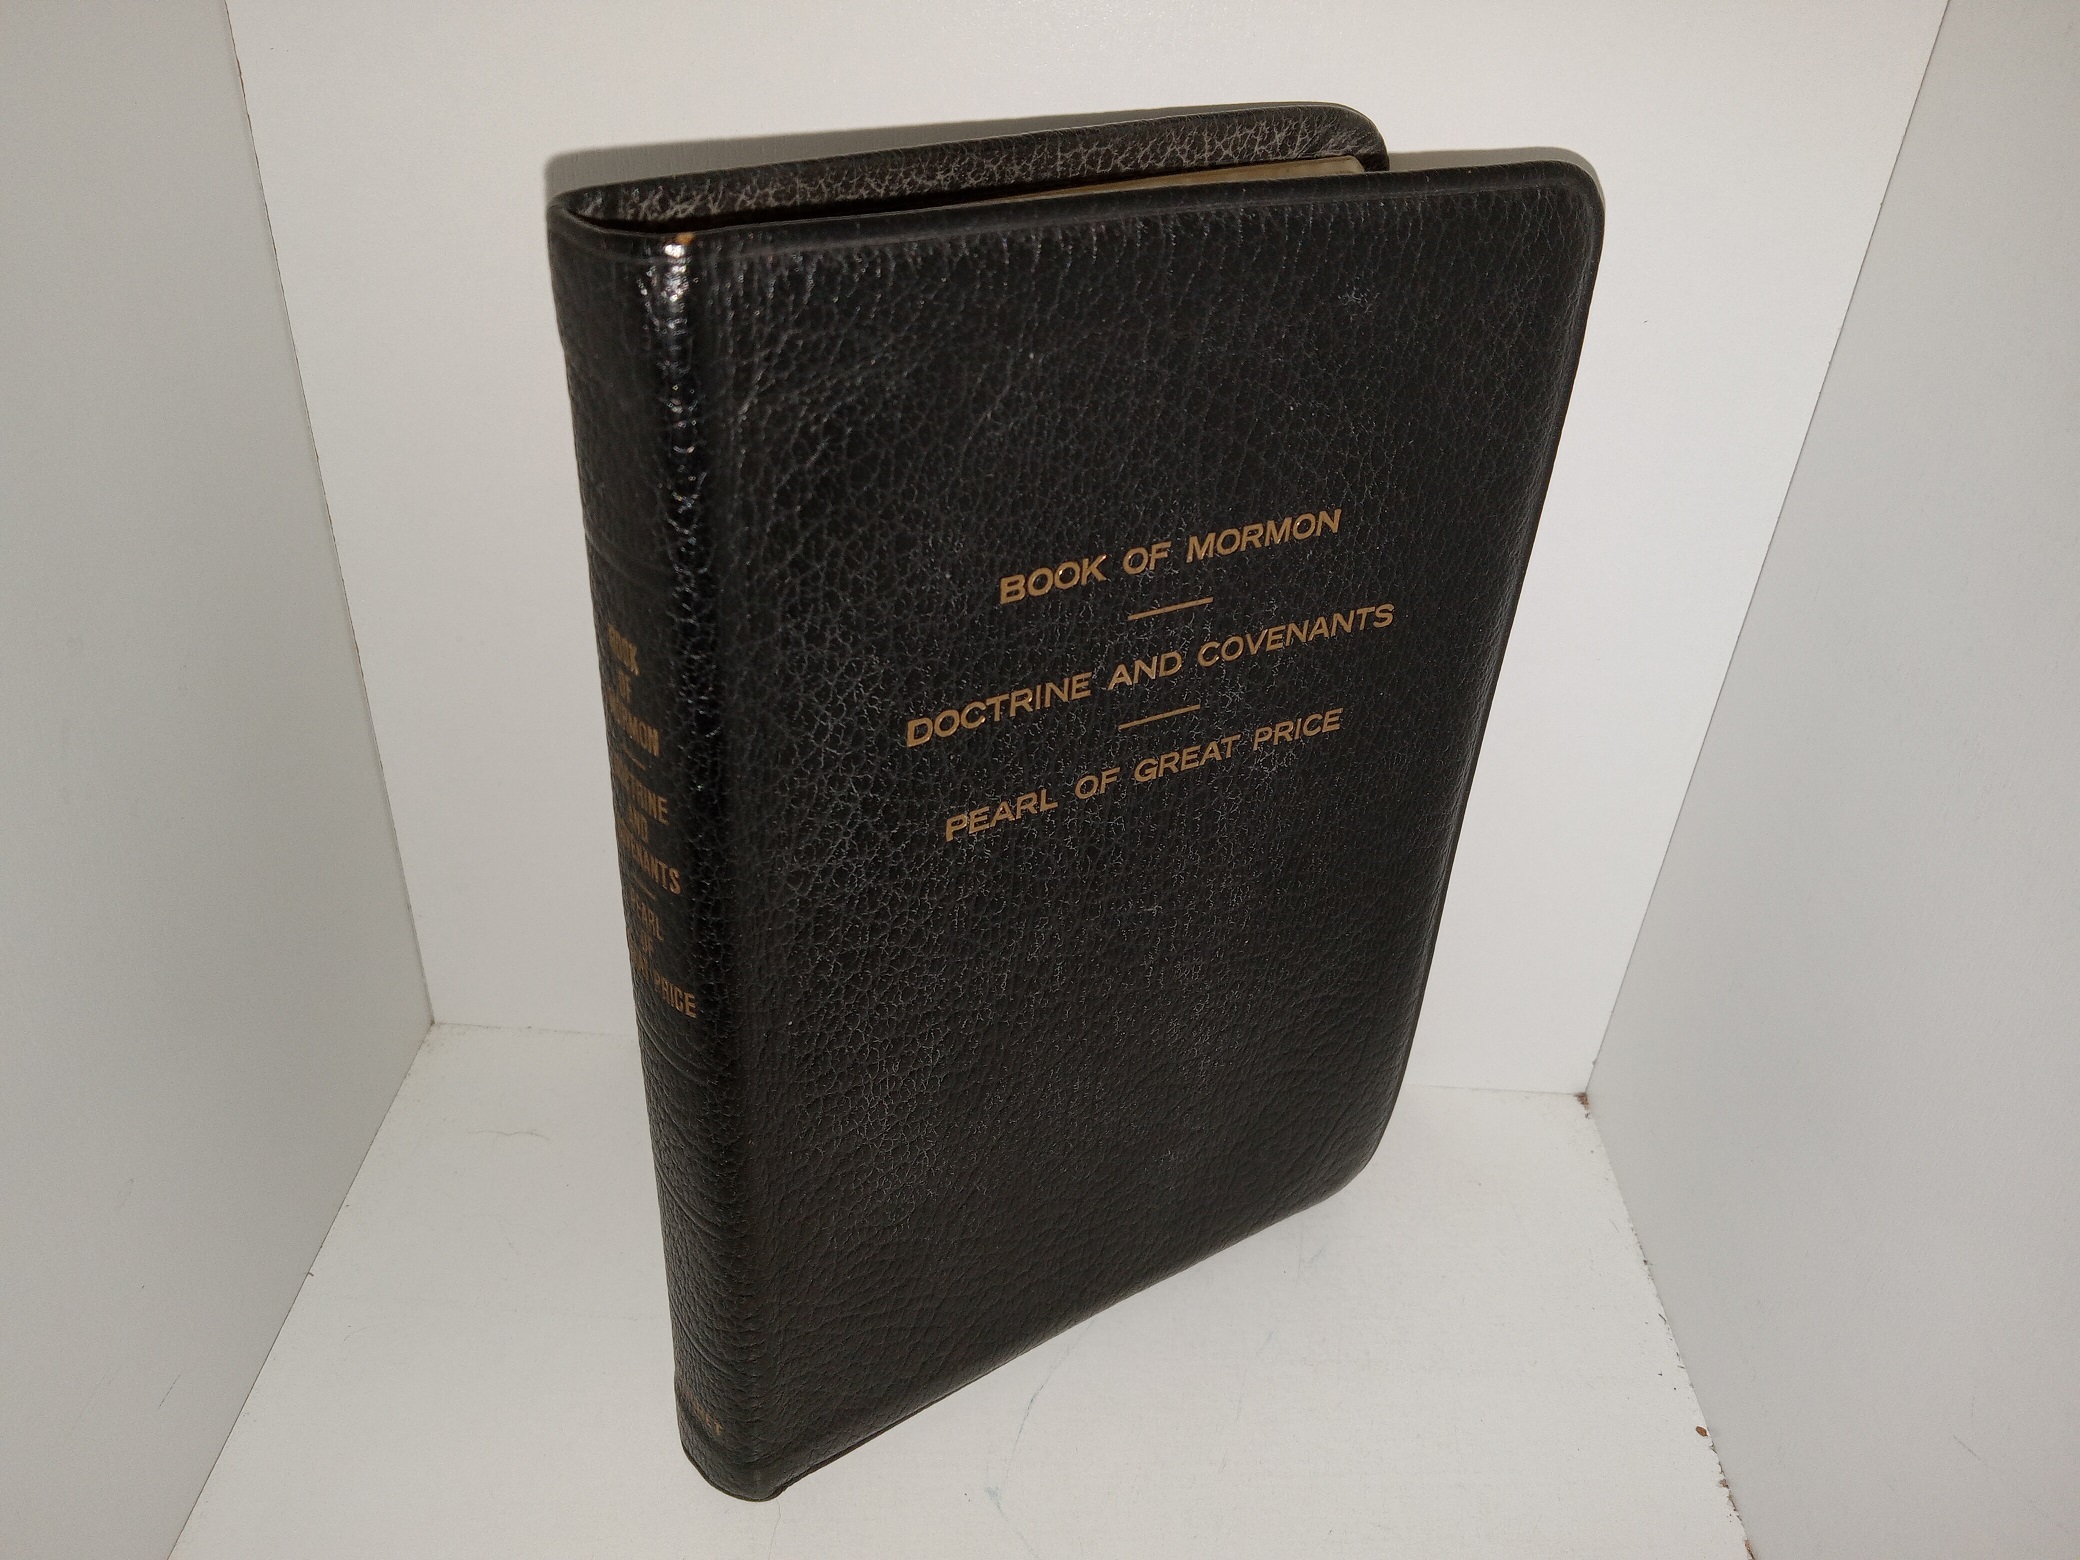 BOOK OF MORMON
DOCTRINE AND COVENANTS
PEARL OF GREAT PRICE
BOOK
OF
MORMON
DOCTRINE
AND
COVENANTS
PEARL
OF
GREAT PRICE